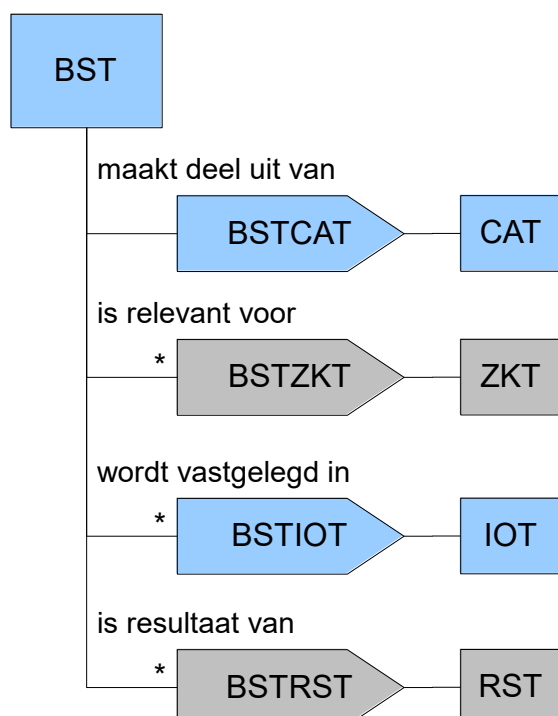 BST
maakt deel uit van
BSTCAT CAT
is relevant voor
* BSTZKT ZKT
wordt vastgelegd in
* BSTIOT IOT
is resultaat van
* BSTRST RST